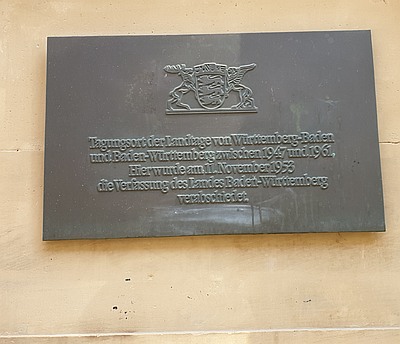 Tagungsort der Landtage von Württemberg-Baden
und Baden-Württemberg zwischen 1947 und 1961.
Hier wurde am 11. November 1953
die Verfassung des Landes Baden-Württemberg
verabschiedet.